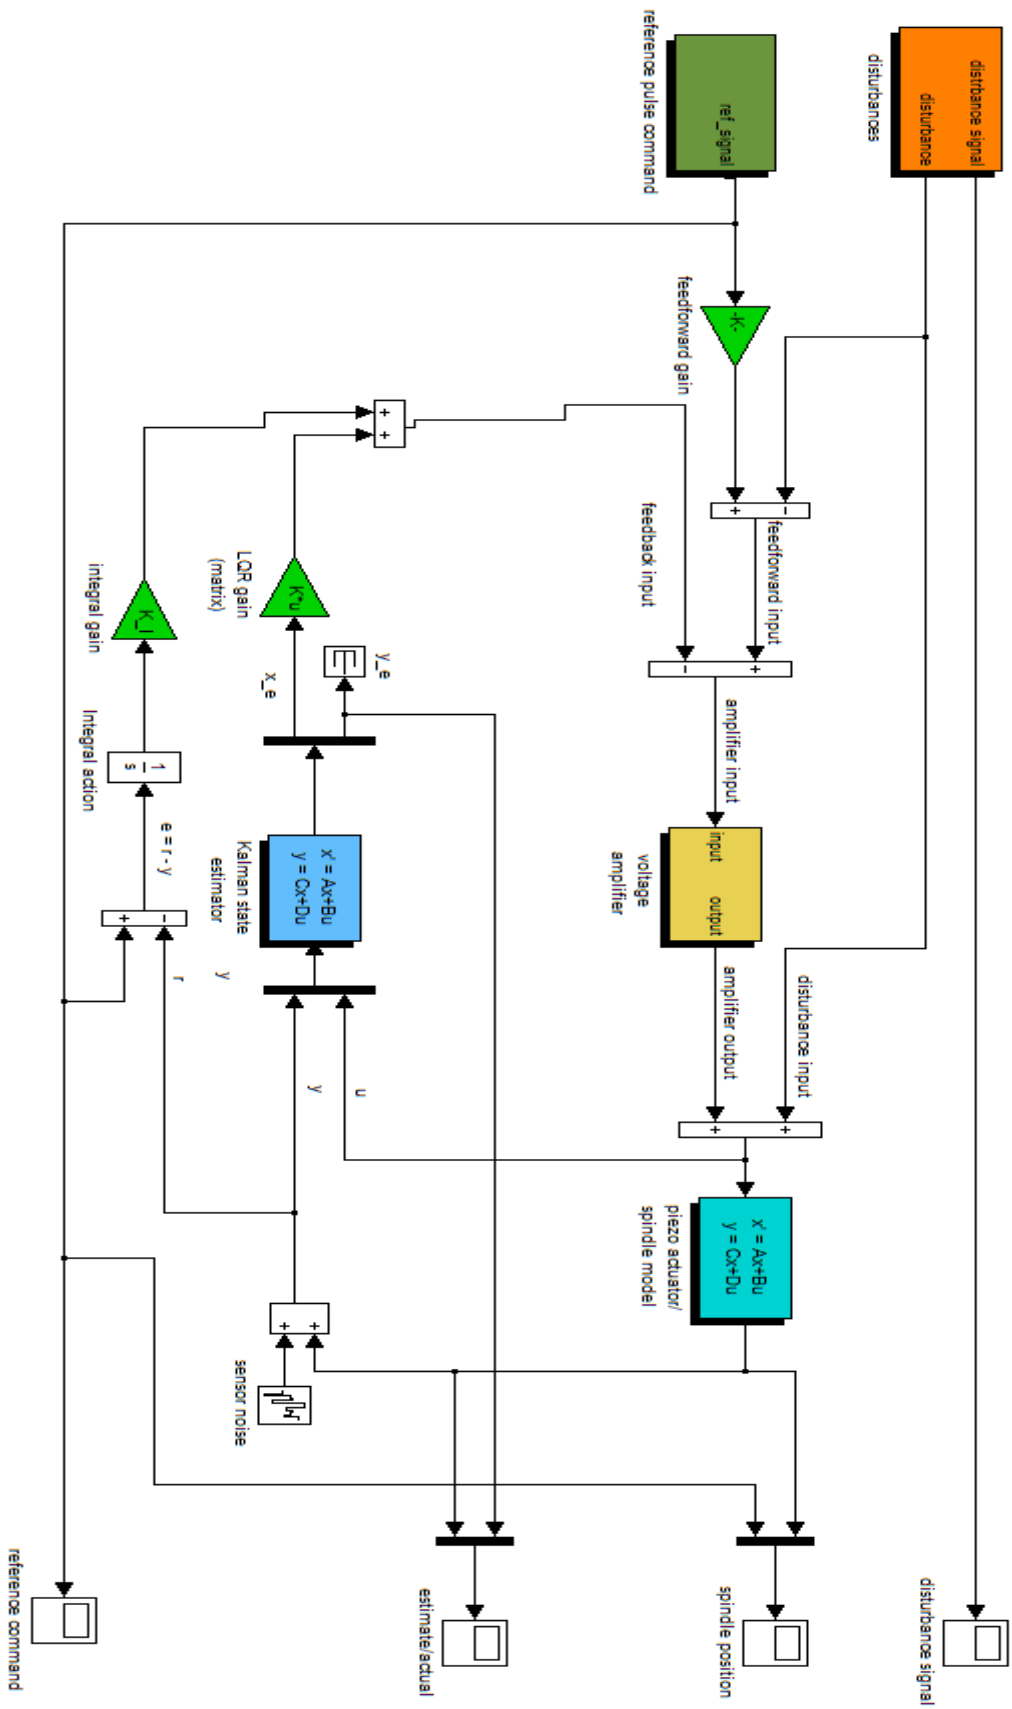 distrbance signal
disturbance
disturbances
disturbance signal
ref_signal
reference pulse command
-K-
feedforward gain
-
+
feedforward input
+
-
feedback input
amplifier input
input
output
voltage
amplifier
amplifier output
disturbance input
+
+
x' = Ax+Bu
y = Cx+Du
piezo actuator/
spindle model
spindle position
+
+
K*u
LQR gain
(matrix)
y_e
x_e
x' = Ax+Bu
y = Cx+Du
Kalman state
estimator
u
y
y
+
+
sensor noise
estimate/actual
K_I
integral gain
1
s
Integral action
e = r - y
-
+
r
reference command